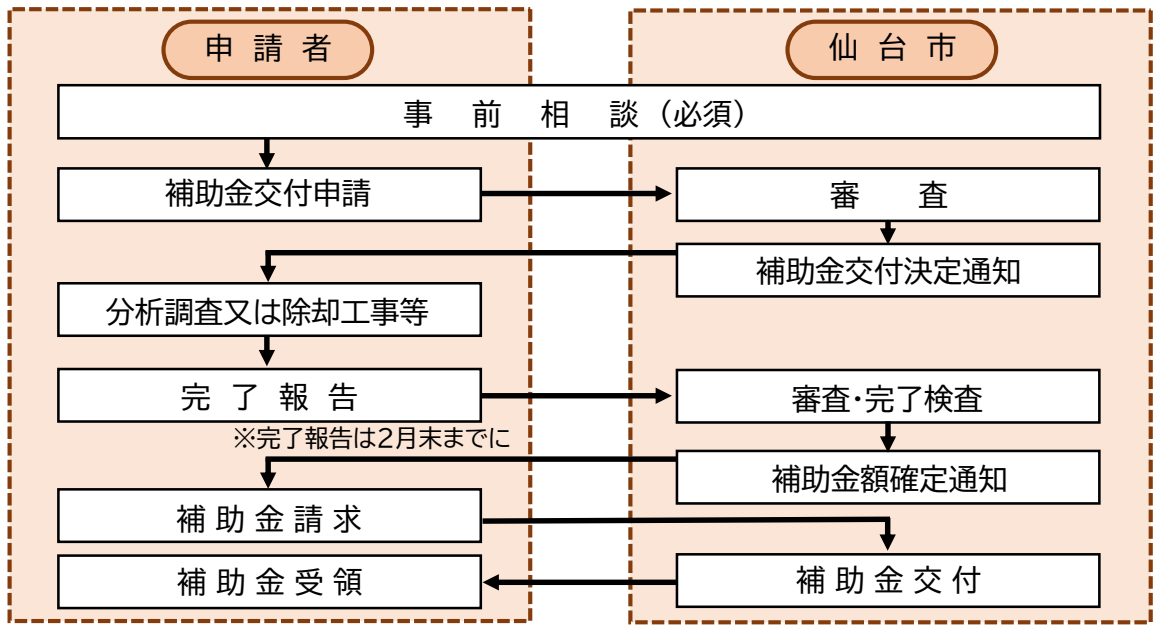 申請者
仙台市
事前相談（必須）
補助金交付申請
審査
補助金交付決定通知
分析調査又は除却工事等
完了報告
審査・完了検査
※完了報告は2月末までに
補助金額確定通知
補助金請求
補助金交付
補助金受領